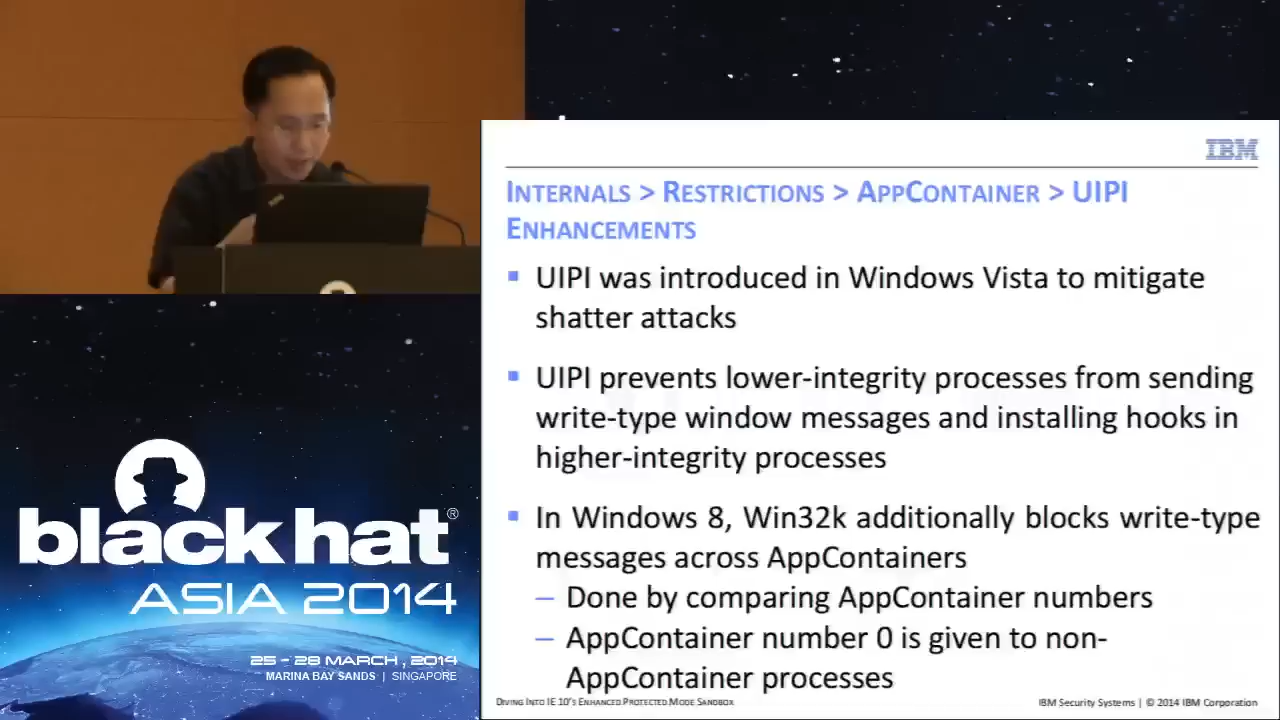 IBM
INTERNALS > RESTRICTIONS > APPCONTAINER > UIPI
ENHANCEMENTS
UIPI was introduced in Windows Vista to mitigate
shatter attacks
UIPI prevents lower-integrity processes from sending
write-type window messages and installing hooks in
higher-integrity processes
In Windows 8, Win32k additionally blocks write-type
messages across AppContainers
– Done by comparing AppContainer numbers
– AppContainer number 0 is given to non-
AppContainer processes
DIVING INTO IE 10'S ENHANCED PROTECTED MODE SANDBOX
IBM Security Systems | © 2014 IBM Corporation
black hat®
ASIA 2014
25 - 28 MARCH, 2014
MARINA BAY SANDS | SINGAPORE